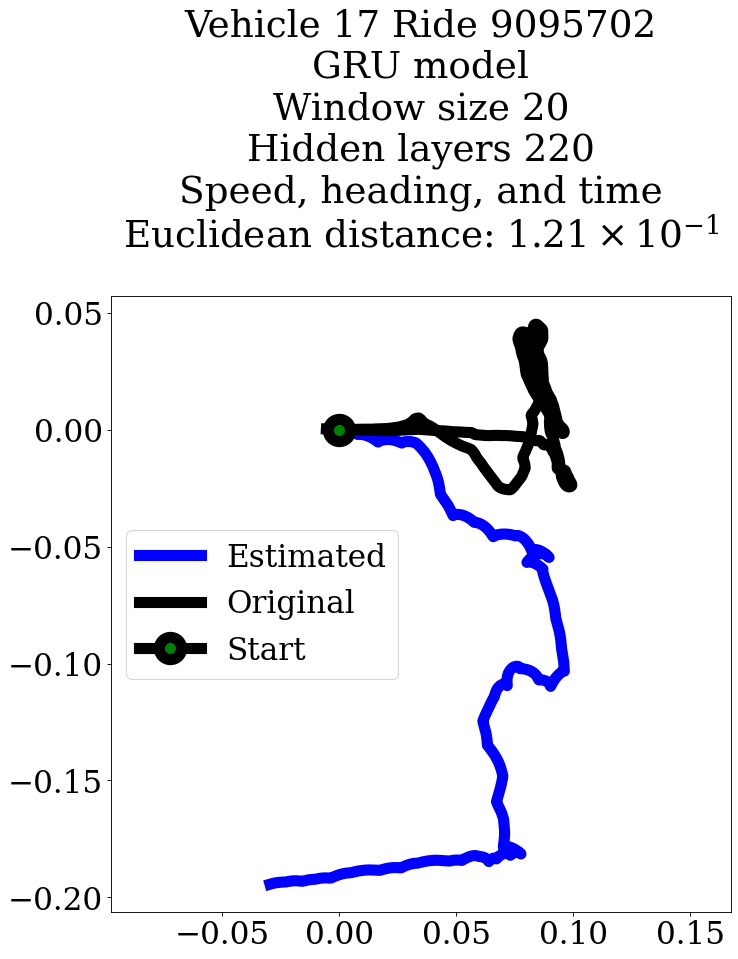 Vehicle 17 Ride 9095702
GRU model
Window size 20
Hidden layers 220
Speed, heading, and time
Euclidean distance: 1.21 × 10⁻¹
0.05
0.00
−0.05
−0.10
−0.15
−0.20
Estimated
Original
Start
−0.05 0.00 0.05 0.10 0.15